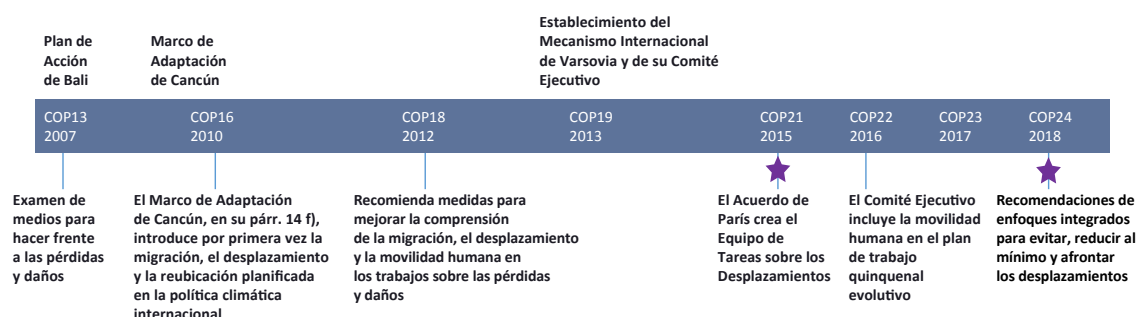 Plan de
Acción
de Bali
Marco de
Adaptación
de Cancún
Establecimiento del
Mecanismo Internacional
de Varsovia y de su Comité
Ejecutivo
COP13
2007
COP16
2010
COP18
2012
COP19
2013
COP21
2015
COP22
2016
COP23
2017
COP24
2018
Examen de
medios para
hacer frente
a las pérdidas
y daños
El Marco de Adaptación
de Cancún, en su párr. 14 f),
introduce por primera vez la
migración, el desplazamiento
y la reubicación planificada
en la política climática
internacional
Recomienda medidas para
mejorar la comprensión
de la migración, el desplazamiento
y la movilidad humana en
los trabajos sobre las pérdidas
y daños
El Acuerdo de
París crea el
Equipo de
Tareas sobre los
Desplazamientos
El Comité Ejecutivo
incluye la movilidad
humana en el plan
de trabajo
quinquenal
evolutivo
Recomendaciones de
enfoques integrados
para evitar, reducir al
mínimo y afrontar
los desplazamientos